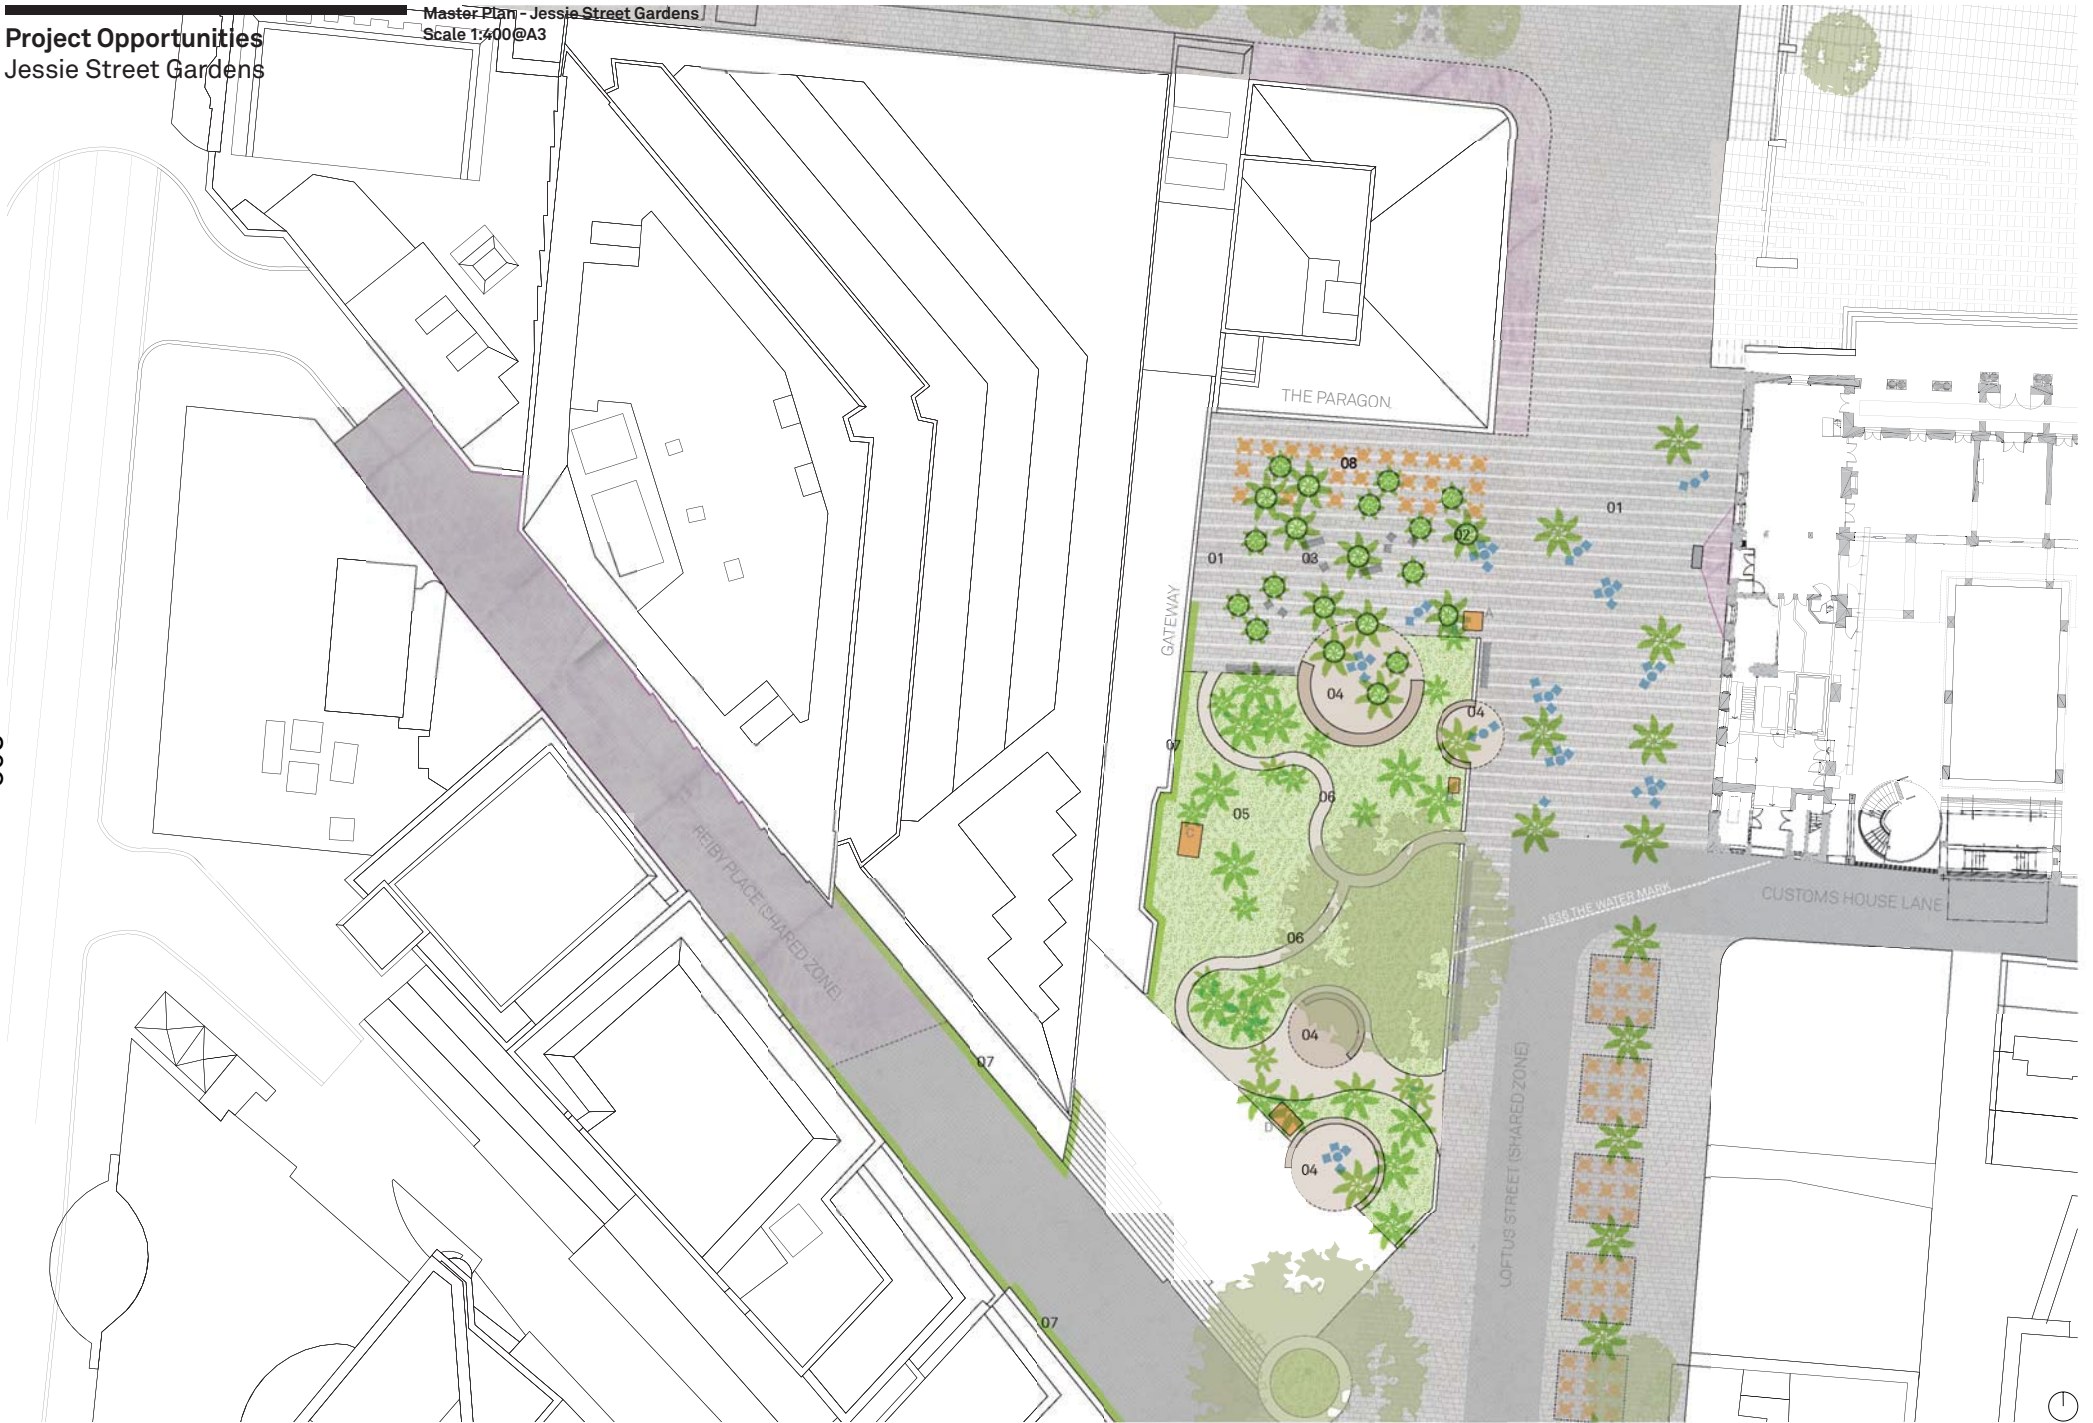 Master Plan - Jessie Street Gardens
Scale 1:400@A3
Project Opportunities
Jessie Street Gardens
THE PARAGON
08
01
02
01
03
GATEWAY
A
04
04
07
06
05
C
REIBY PLACE (SHARED ZONE)
1836 THE WATER MARK
CUSTOMS HOUSE LANE
06
04
07
LOFTUS STREET (SHARED ZONE)
D
04
07